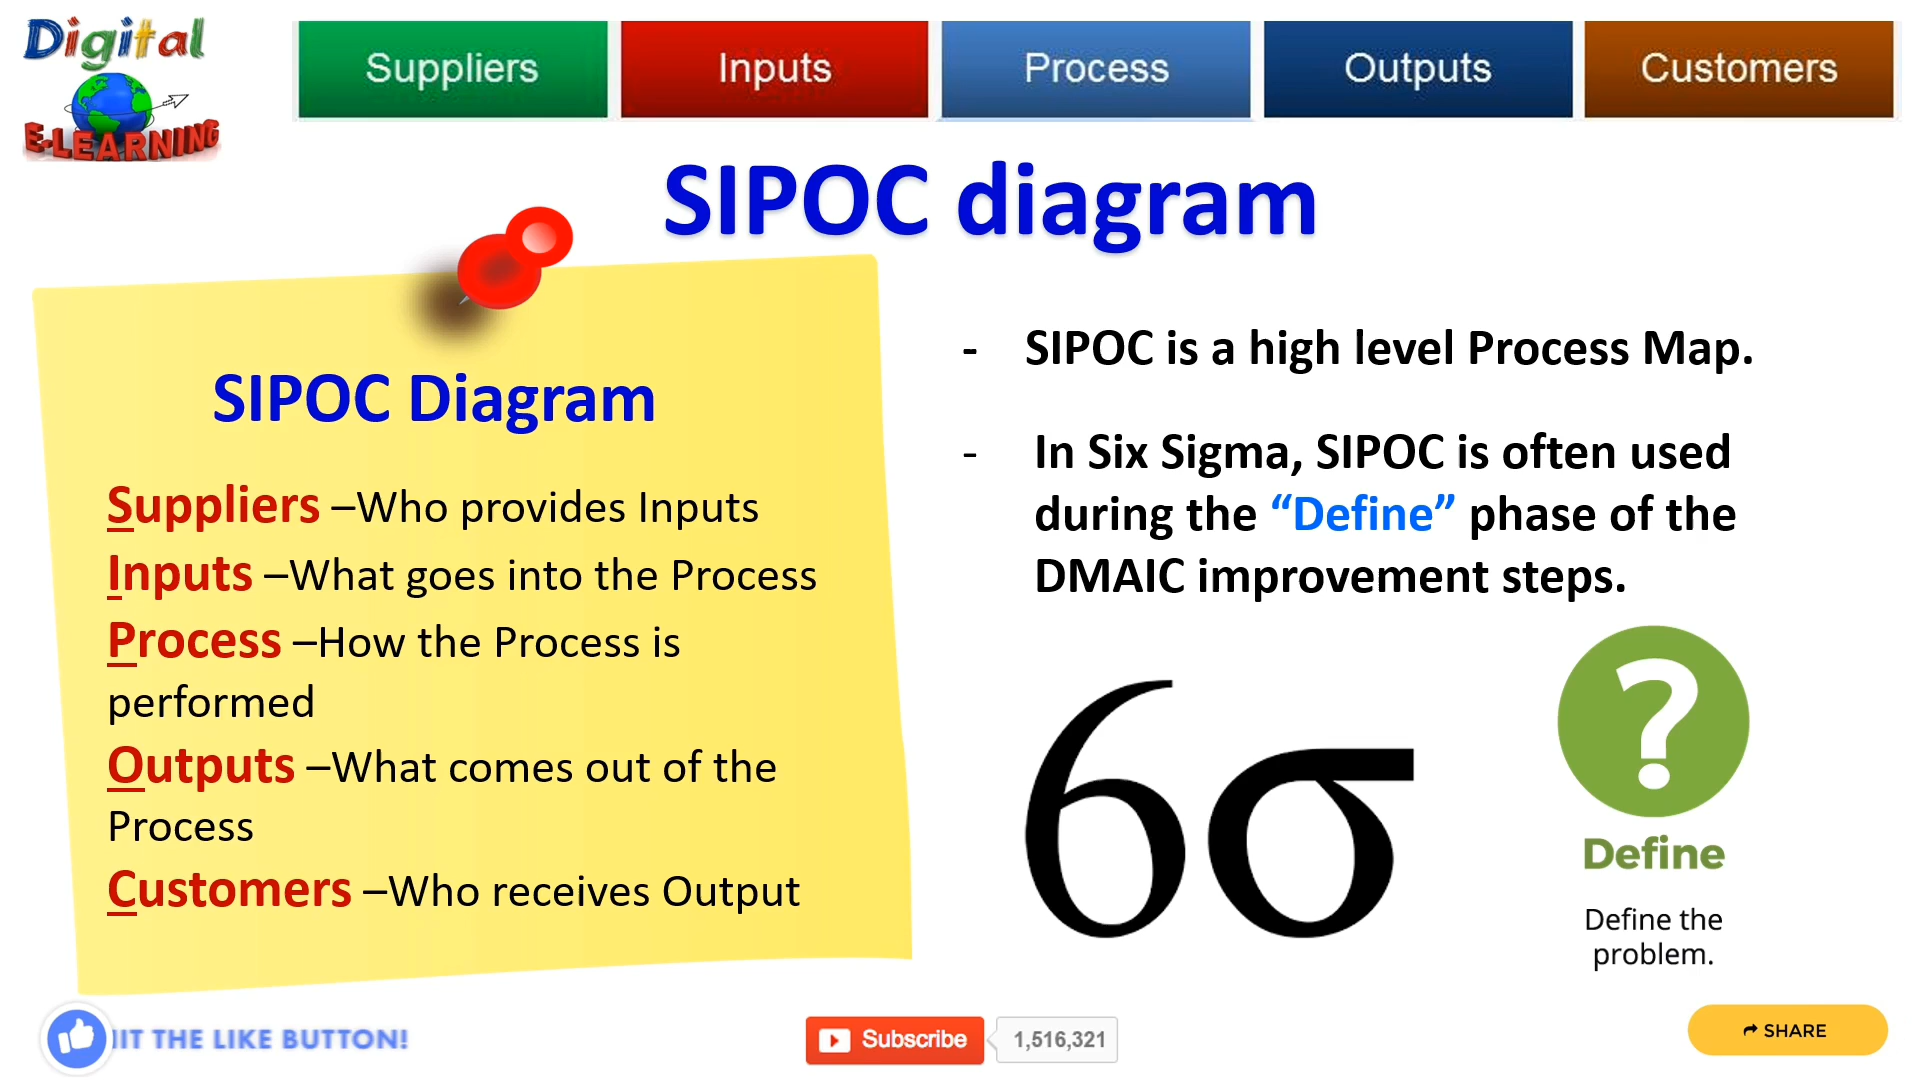 Digital
E-LEARNING
Suppliers
Inputs
Process
Outputs
Customers
SIPOC diagram
SIPOC Diagram
Suppliers –Who provides Inputs
Inputs –What goes into the Process
Process –How the Process is
performed
Outputs –What comes out of the
Process
Customers –Who receives Output
- SIPOC is a high level Process Map.
- In Six Sigma, SIPOC is often used
during the “Define” phase of the
DMAIC improvement steps.
6σ
?
Define
Define the
problem.
IT THE LIKE BUTTON!
Subscribe
1,516,321
SHARE